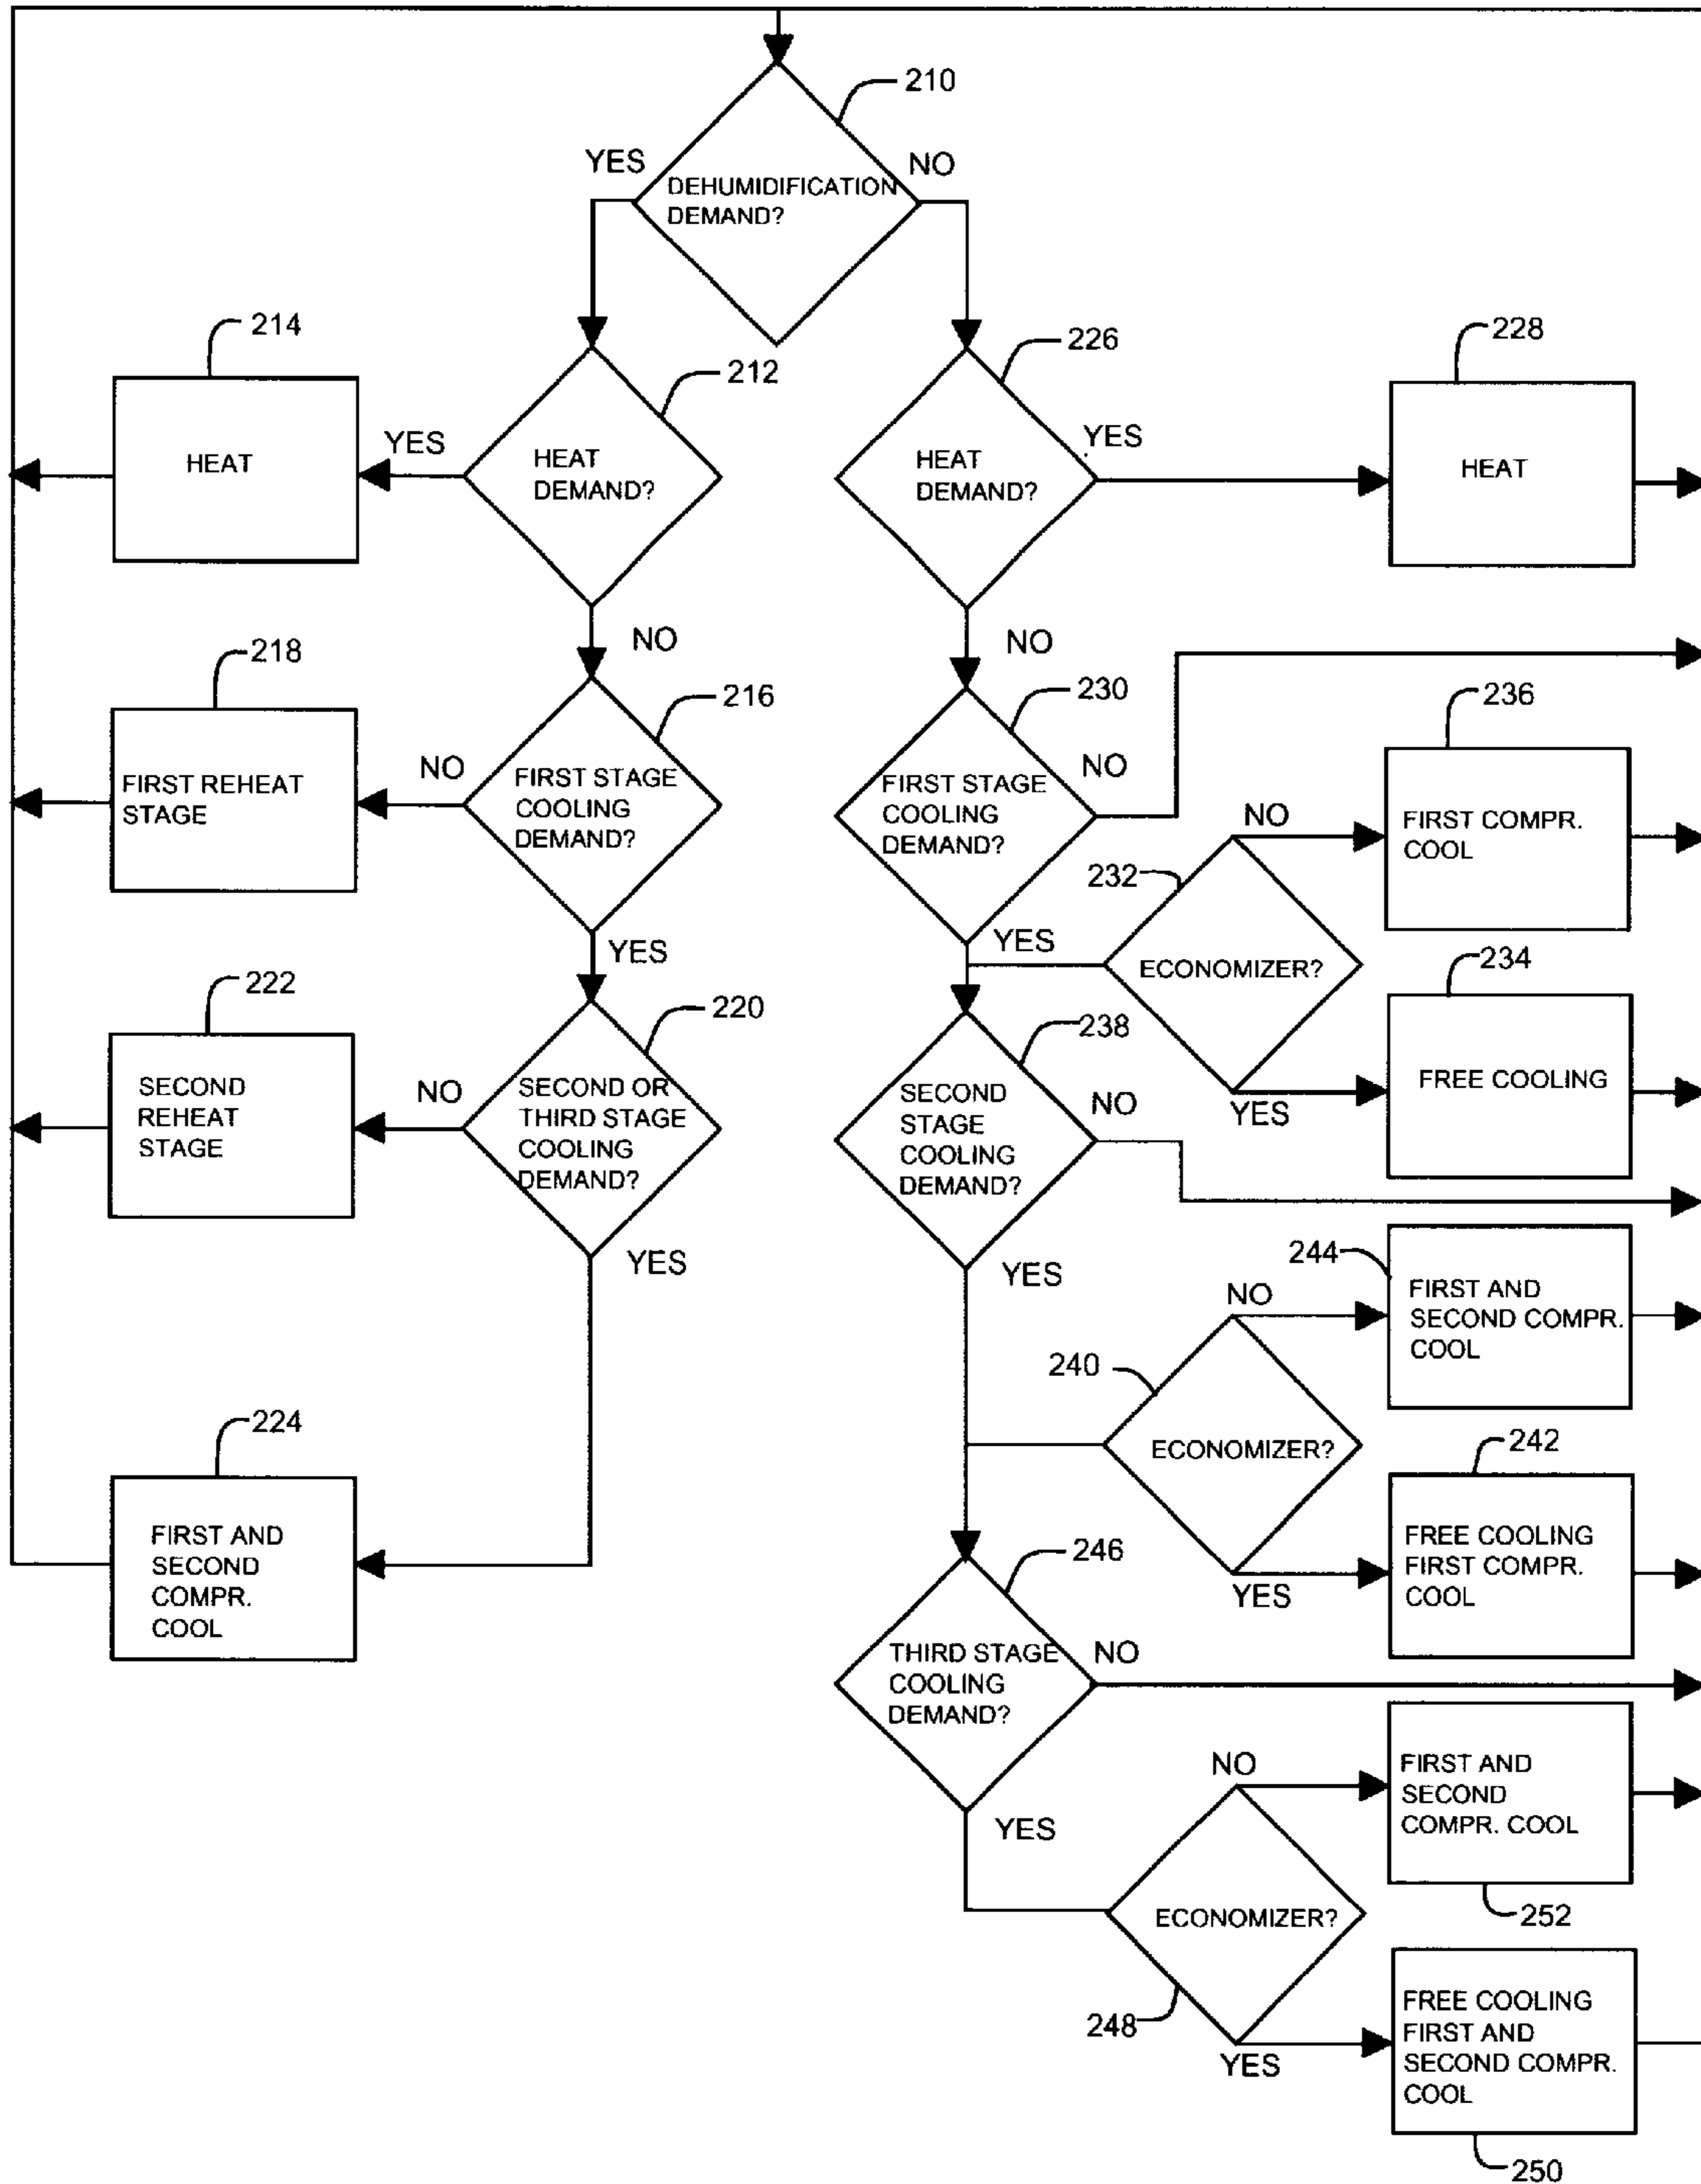 210
YES
NO
DEHUMIDIFICATION
DEMAND?
214
212
226
228
HEAT
YES
HEAT
DEMAND?
HEAT
DEMAND?
YES
HEAT
NO
NO
218
216
230
236
FIRST REHEAT
STAGE
NO
FIRST STAGE
COOLING
DEMAND?
FIRST STAGE
COOLING
DEMAND?
NO
NO
FIRST COMPR.
COOL
232
YES
YES
ECONOMIZER?
234
222
220
238
FREE COOLING
YES
SECOND
REHEAT
STAGE
NO
SECOND OR
THIRD STAGE
COOLING
DEMAND?
SECOND
STAGE
COOLING
DEMAND?
NO
YES
YES
244
NO
FIRST AND
SECOND COMPR.
COOL
240
ECONOMIZER?
242
224
FREE COOLING
FIRST COMPR.
COOL
YES
FIRST AND
SECOND
COMPR.
COOL
246
THIRD STAGE
COOLING
DEMAND?
NO
NO
FIRST AND
SECOND
COMPR. COOL
YES
252
ECONOMIZER?
248
YES
FREE COOLING
FIRST AND
SECOND COMPR.
COOL
250